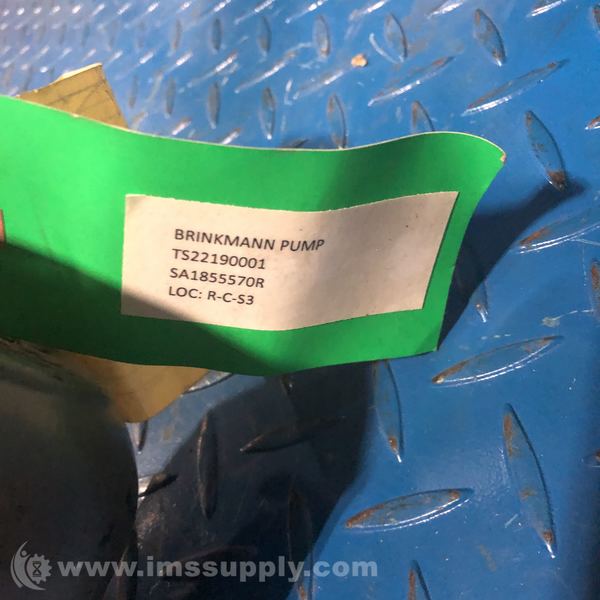 BRINKMANN PUMP
TS22190001
SA1855570R
LOC: R-C-S3
www.imssupply.com